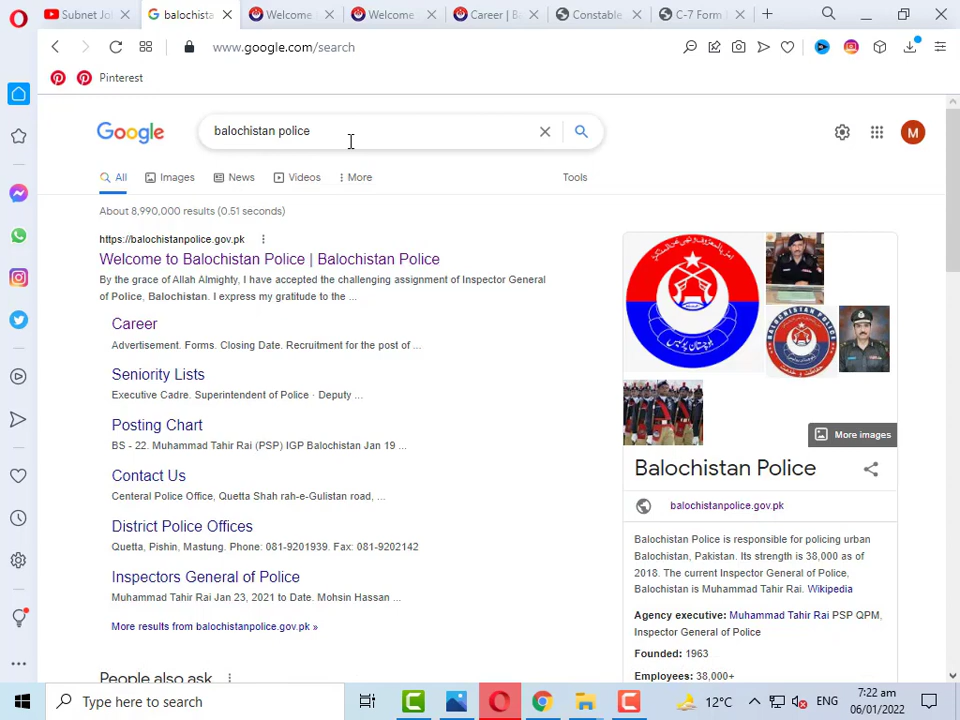 Subnet Jo
balochista
Welcome
Welcome
Career | B
Constable
C-7 Form
www.google.com/search
Pinterest
Google
balochistan police
M
All
Images
News
Videos
More
Tools
About 8,990,000 results (0.51 seconds)
https://balochistanpolice.gov.pk
Welcome to Balochistan Police | Balochistan Police
By the grace of Allah Almighty, I have accepted the challenging assignment of Inspector General
of Police, Balochistan. I express my gratitude to the ...
Career
Advertisement. Forms. Closing Date. Recruitment for the post of ...
Seniority Lists
Executive Cadre. Superintendent of Police · Deputy ...
Posting Chart
BS - 22. Muhammad Tahir Rai (PSP) IGP Balochistan Jan 19 ...
Contact Us
Centeral Police Office, Quetta Shah rah-e-Gulistan road, ...
District Police Offices
Quetta, Pishin, Mastung. Phone: 081-9201939. Fax: 081-9202142
Inspectors General of Police
Muhammad Tahir Rai Jan 23, 2021 to Date. Mohsin Hassan ...
More results from balochistanpolice.gov.pk »
People also ask
بلوچستان پولیس
BALOCHISTAN POLICE
More images
Balochistan Police
balochistanpolice.gov.pk
Balochistan Police is responsible for policing urban
Balochistan, Pakistan. Its strength is 38,000 as of
2018. The current Inspector General of Police,
Balochistan is Muhammad Tahir Rai. Wikipedia
Agency executive: Muhammad Tahir Rai PSP QPM,
Inspector General of Police
Founded: 1963
Employees: 38,000+
Type here to search
12°C
ENG
7:22 am
06/01/2022